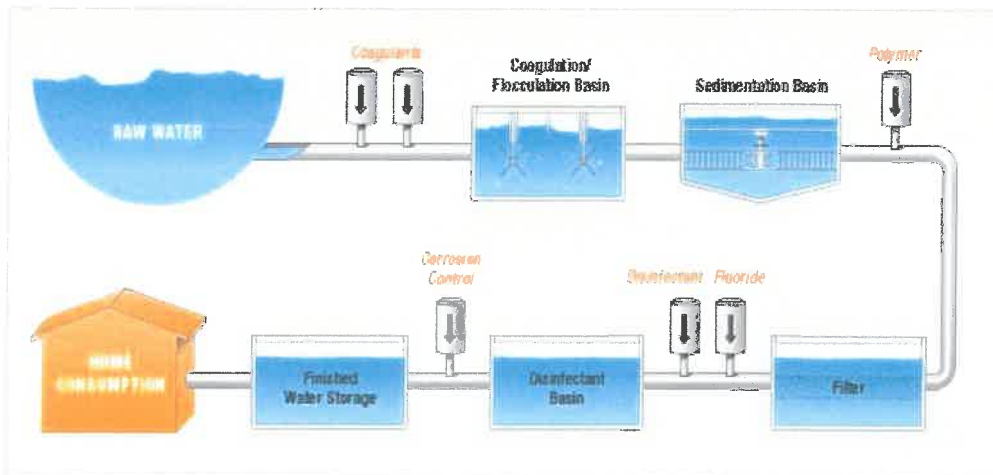 Coagulants
Coagulation/
Flocculation Basin
Sedimentation Basin
Polymer
RAW WATER
Corrosion
Control
Disinfectant
Fluoride
HOME
CONSUMPTION
Finished
Water Storage
Disinfectant
Basin
Filter